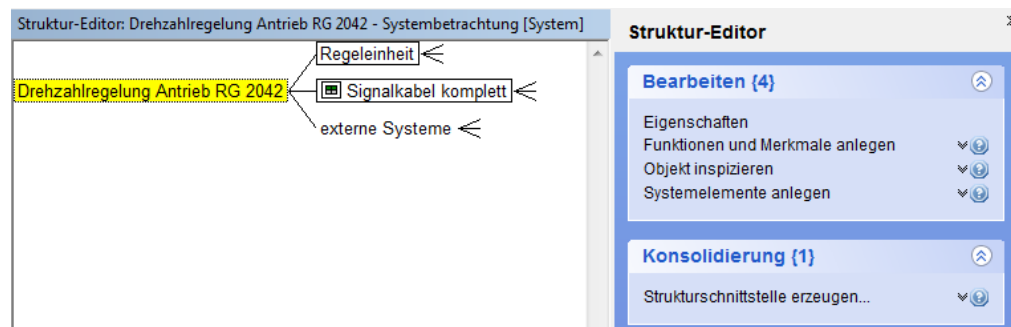 Struktur-Editor: Drehzahlregelung Antrieb RG 2042 - Systembetrachtung [System]
Regeleinheit
Drehzahlregelung Antrieb RG 2042
Signalkabel komplett
externe Systeme
Struktur-Editor
Bearbeiten {4}
Eigenschaften
Funktionen und Merkmale anlegen
Objekt inspizieren
Systemelemente anlegen
Konsolidierung {1}
Strukturschnittstelle erzeugen...